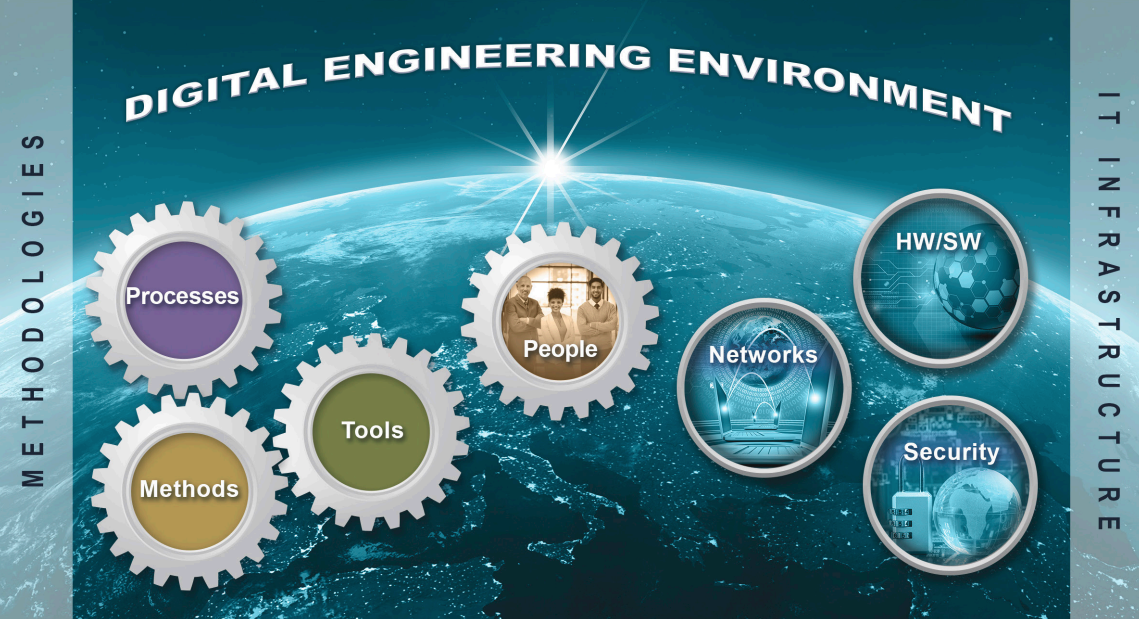 DIGITAL ENGINEERING ENVIRONMENT
METHODOLOGIES
Processes
Methods
Tools
People
Networks
HW/SW
Security
IT INFRASTRUCTURE